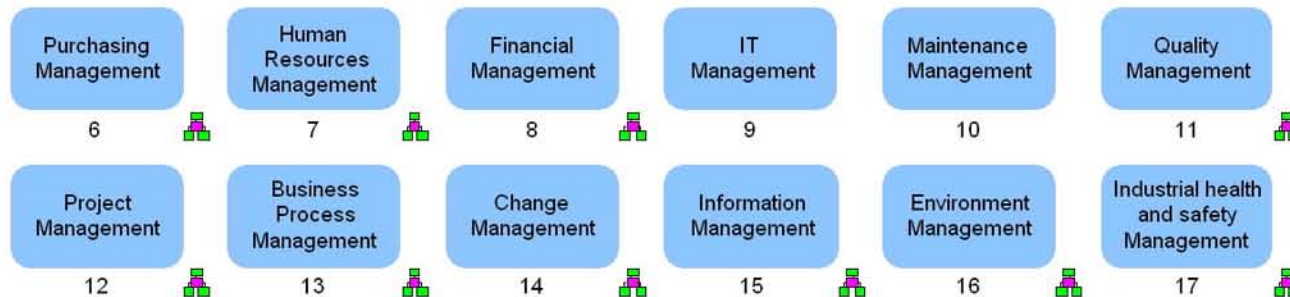 Purchasing
Management
6
Human
Resources
Management
7
Financial
Management
8
IT
Management
9
Maintenance
Management
10
Quality
Management
11
Project
Management
12
Business
Process
Management
13
Change
Management
14
Information
Management
15
Environment
Management
16
Industrial health
and safety
Management
17